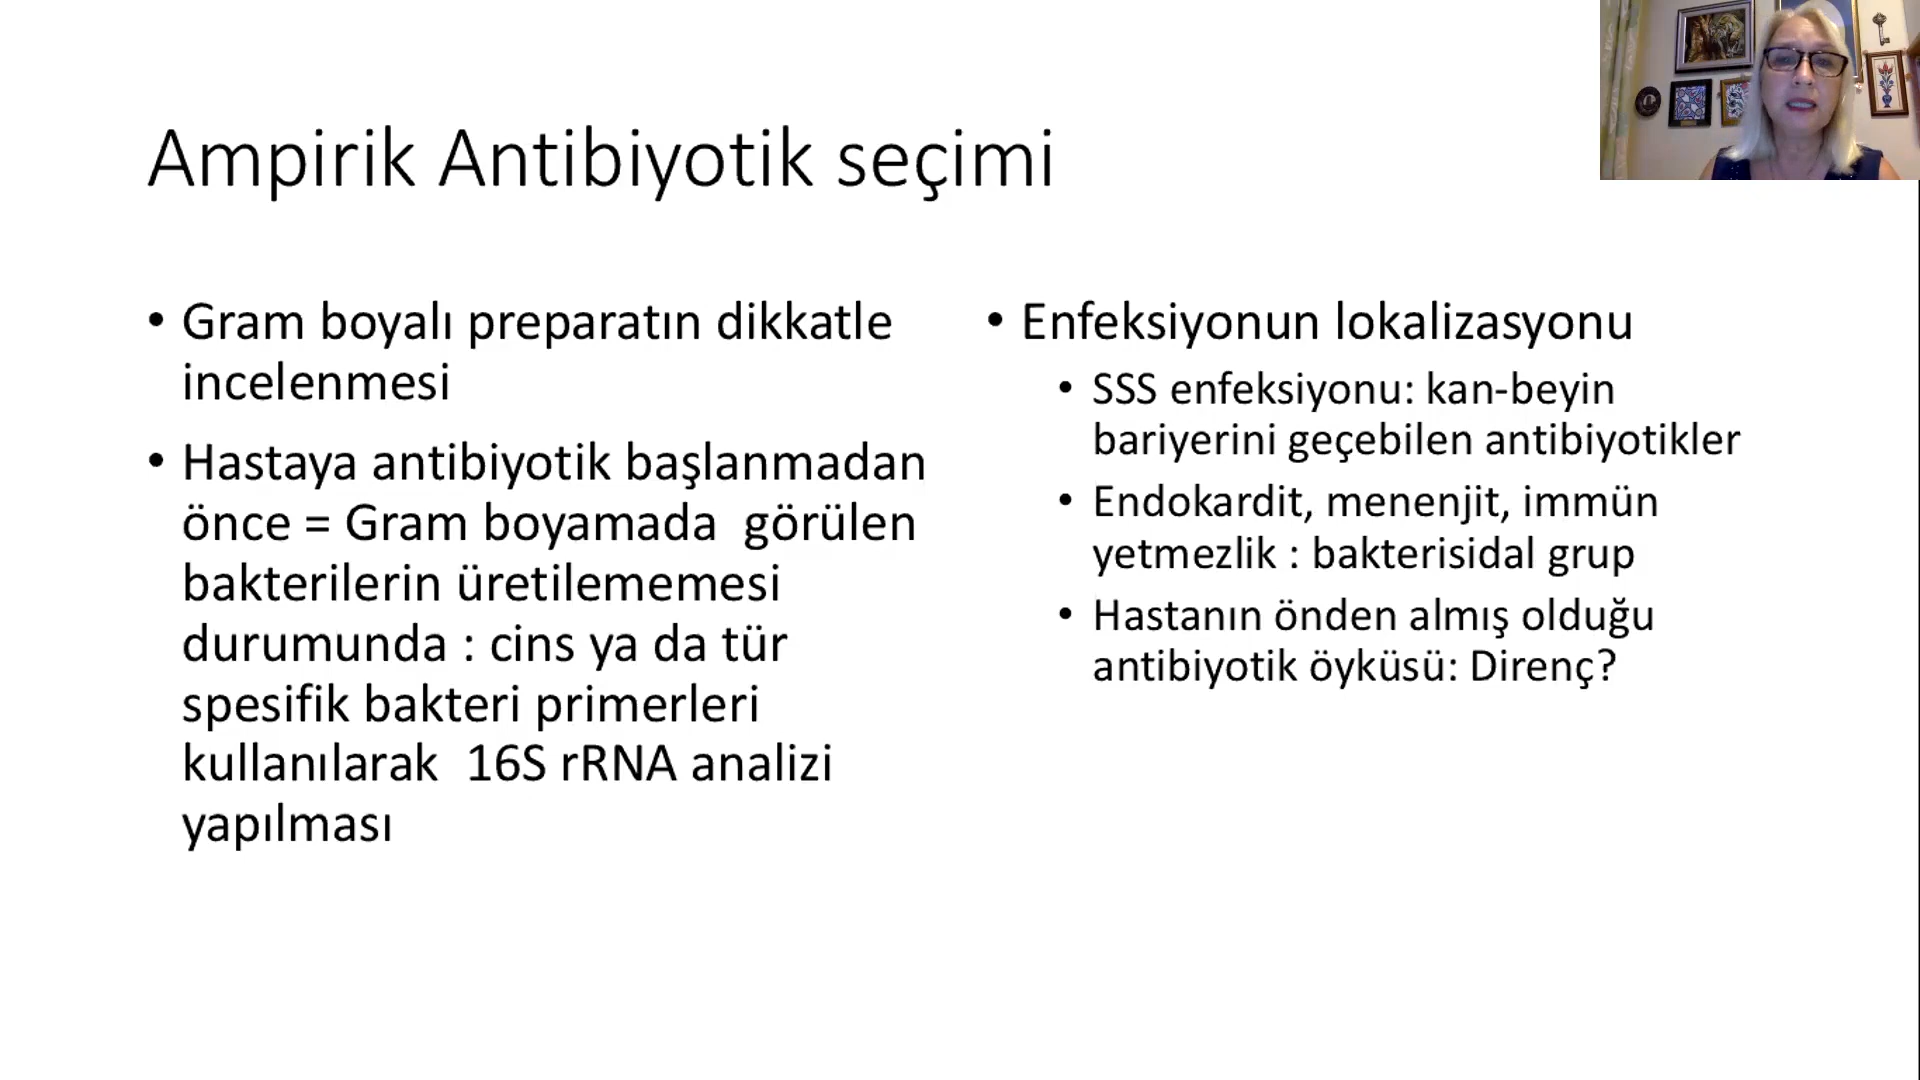 Ampirik Antibiyotik seçimi
• Gram boyalı preparatın dikkatle
incelenmesi
• Hastaya antibiyotik başlanmadan
önce = Gram boyamada  görülen
bakterilerin üretilememesi
durumunda : cins ya da tür
spesifik bakteri primerleri
kullanılarak  16S rRNA analizi
yapılması
• Enfeksiyonun lokalizasyonu
• SSS enfeksiyonu: kan-beyin
bariyerini geçebilen antibiyotikler
• Endokardit, menenjit, immün
yetmezlik : bakterisidal grup
• Hastanın önden almış olduğu
antibiyotik öyküsü: Direnç?